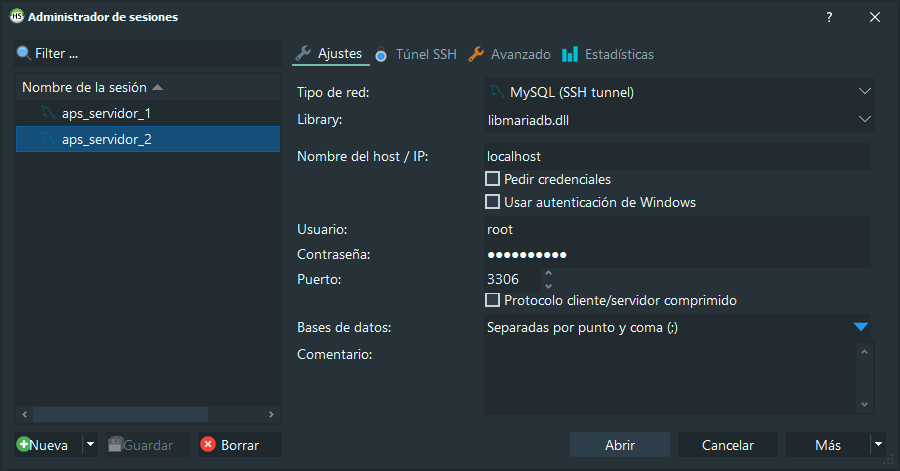 HS Administrador de sesiones ?
Filter ...
Nombre de la sesión
aps_servidor_1
aps_servidor_2
Nueva
Guardar
Borrar
Ajustes
Túnel SSH
Avanzado
Estadísticas
Tipo de red: MySQL (SSH tunnel)
Library: libmariadb.dll
Nombre del host / IP: localhost
Pedir credenciales
Usar autenticación de Windows
Usuario: root
Contraseña: ●●●●●●●●●●
Puerto: 3306
Protocolo cliente/servidor comprimido
Bases de datos: Separadas por punto y coma (;)
Comentario:
Abrir
Cancelar
Más